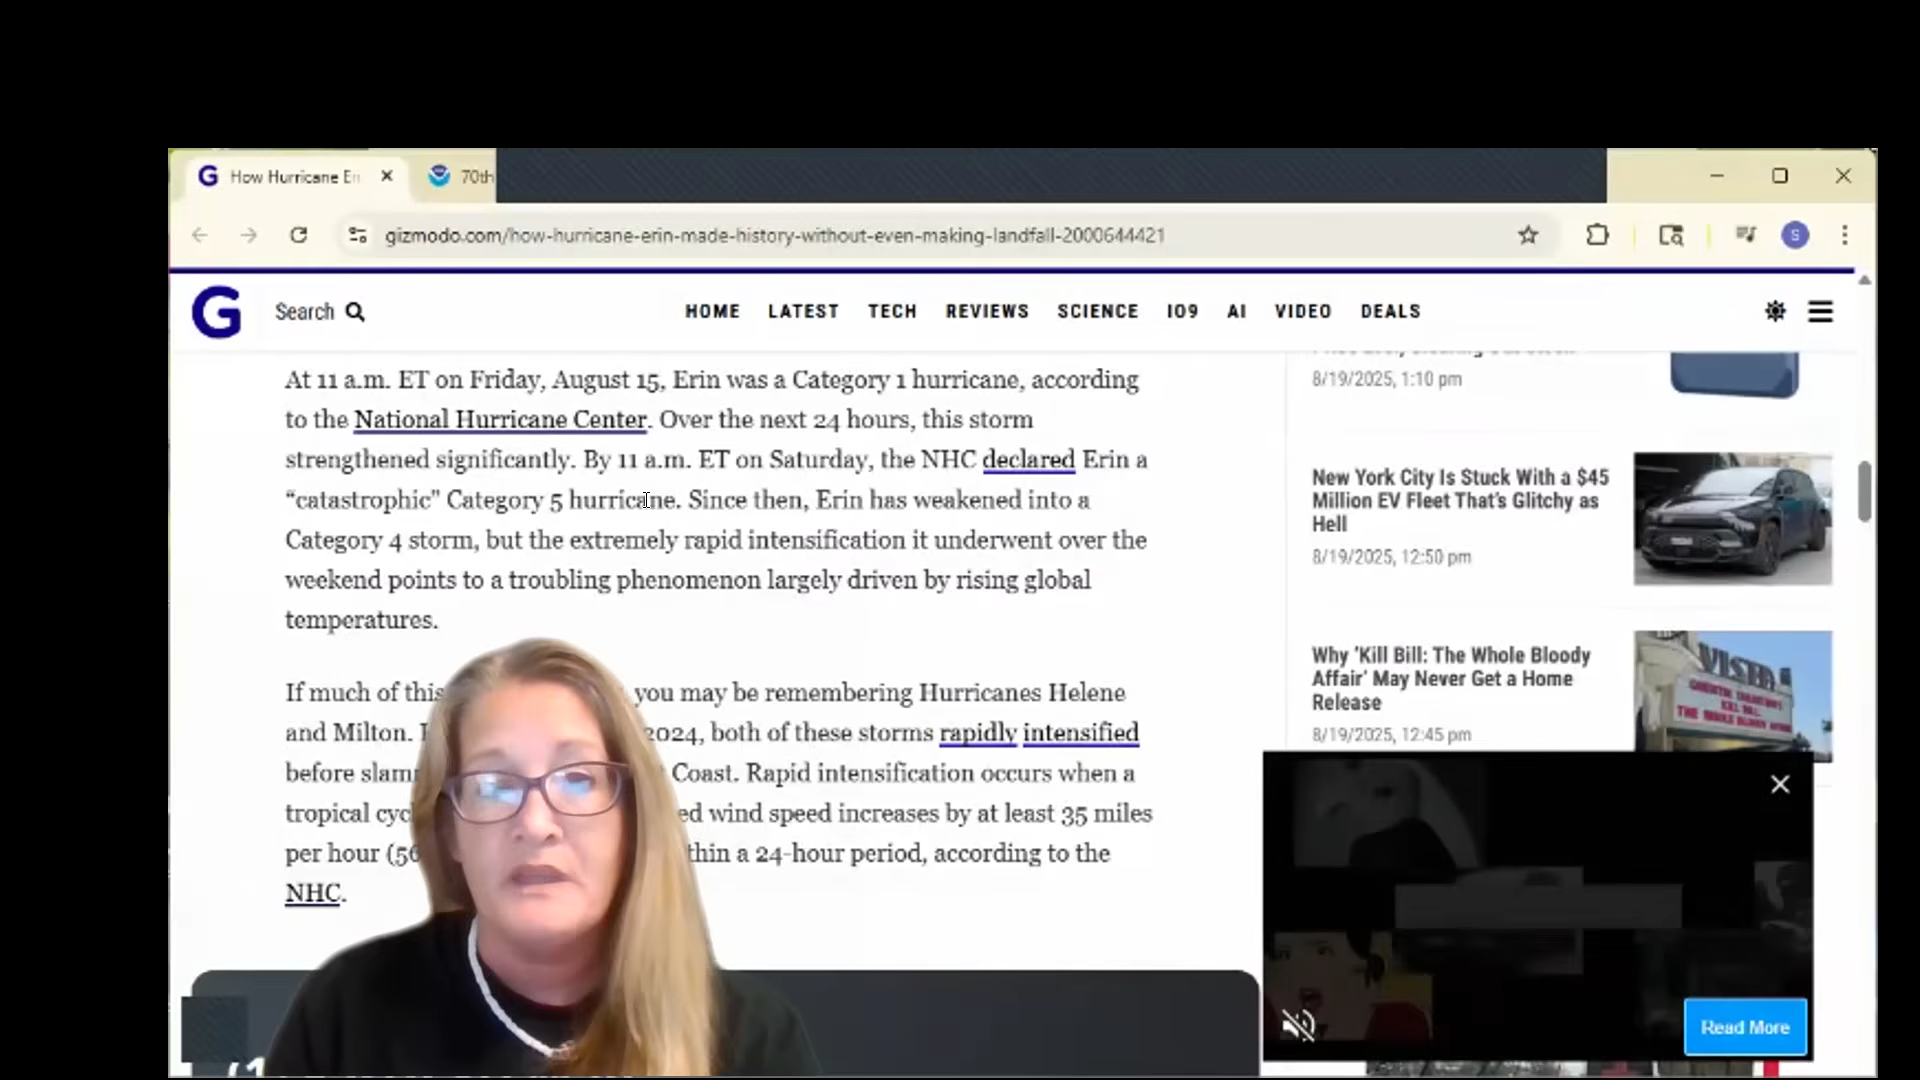 G How Hurricane Er
70th
gizmodo.com/how-hurricane-erin-made-history-without-even-making-landfall-2000644421
S
G
Search
HOME LATEST TECH REVIEWS SCIENCE IO9 AI VIDEO DEALS
At 11 a.m. ET on Friday, August 15, Erin was a Category 1 hurricane, according
to the National Hurricane Center. Over the next 24 hours, this storm
strengthened significantly. By 11 a.m. ET on Saturday, the NHC declared Erin a
“catastrophic” Category 5 hurricane. Since then, Erin has weakened into a
Category 4 storm, but the extremely rapid intensification it underwent over the
weekend points to a troubling phenomenon largely driven by rising global
temperatures.
If much of this you may be remembering Hurricanes Helene
and Milton. 2024, both of these storms rapidly intensified
before slam Coast. Rapid intensification occurs when a
tropical cyc ed wind speed increases by at least 35 miles
per hour (56 thin a 24-hour period, according to the
NHC.
8/19/2025, 1:10 pm
New York City Is Stuck With a $45
Million EV Fleet That’s Glitchy as
Hell
8/19/2025, 12:50 pm
Why ‘Kill Bill: The Whole Bloody
Affair’ May Never Get a Home
Release
8/19/2025, 12:45 pm
VISTA
Read More